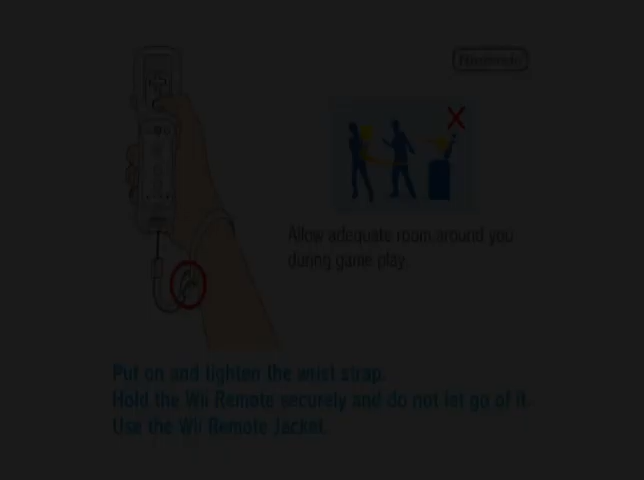 Nintendo
Allow adequate room around you
during game play.
Put on and tighten the wrist strap.
Hold the Wii Remote securely and do not let go of it.
Use the Wii Remote Jacket.